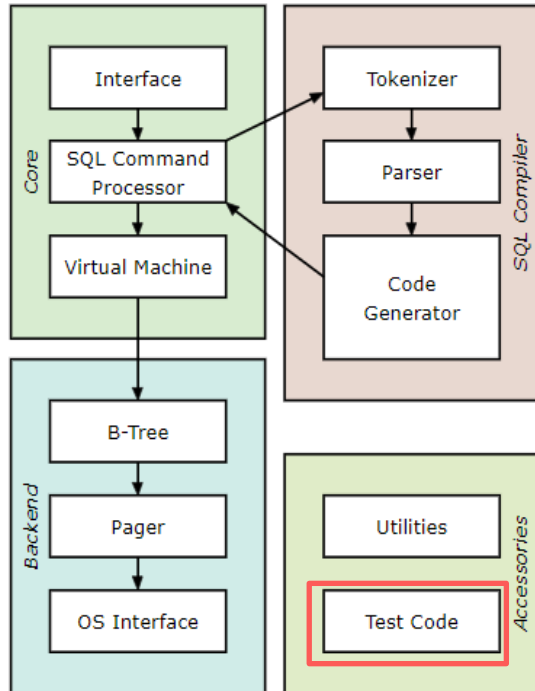 Core
Interface
SQL Command
Processor
Virtual Machine
SQL Compiler
Tokenizer
Parser
Code
Generator
Backend
B-Tree
Pager
OS Interface
Accessories
Utilities
Test Code